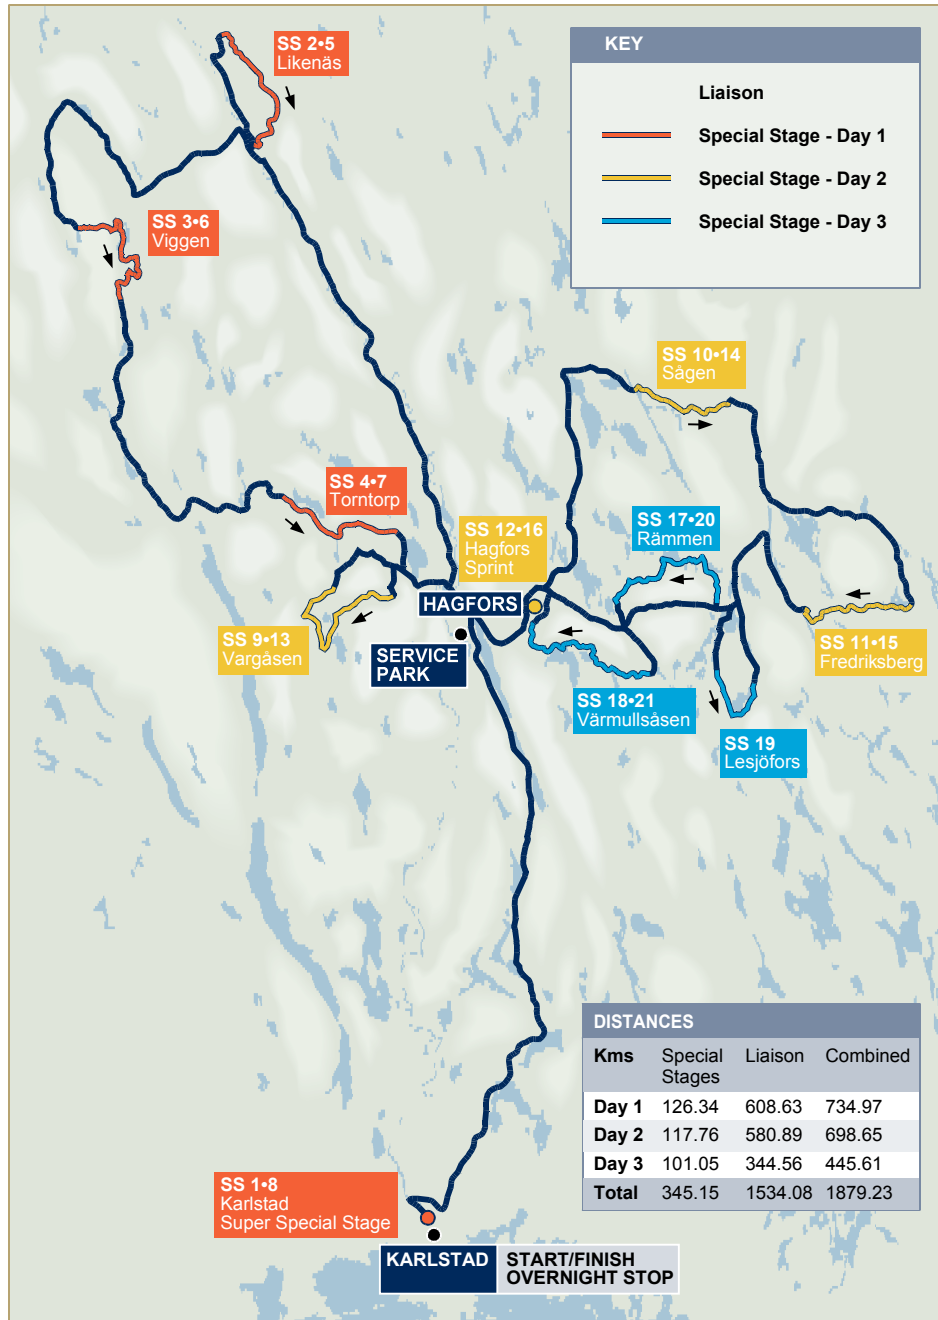 SS 2•5
Likenäs
KEY
Liaison
Special Stage - Day 1
Special Stage - Day 2
Special Stage - Day 3
SS 3•6
Viggen
SS 10•14
Sågen
SS 4•7
Torntorp
SS 12•16
Hagfors
Sprint
SS 17•20
Rämmen
HAGFORS
SS 9•13
Vargåsen
SERVICE
PARK
SS 11•15
Fredriksberg
SS 18•21
Värmullsåsen
SS 19
Lesjöfors
DISTANCES
Kms Special Stages Liaison Combined
Day 1 126.34 608.63 734.97
Day 2 117.76 580.89 698.65
Day 3 101.05 344.56 445.61
Total 345.15 1534.08 1879.23
SS 1•8
Karlstad
Super Special Stage
KARLSTAD START/FINISH
OVERNIGHT STOP